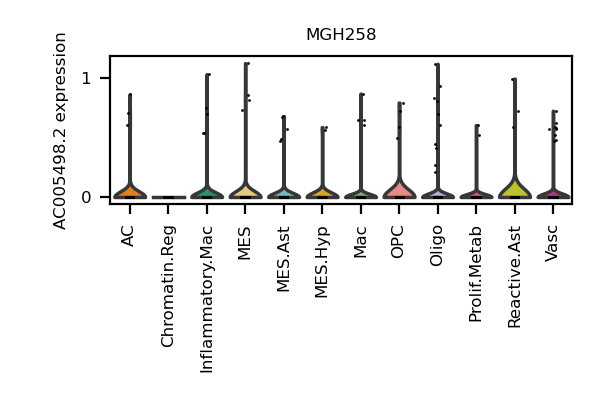 MGH258
AC005498.2 expression
1
0
AC
Chromatin.Reg
Inflammatory.Mac
MES
MES.Ast
MES.Hyp
Mac
OPC
Oligo
Prolif.Metab
Reactive.Ast
Vasc